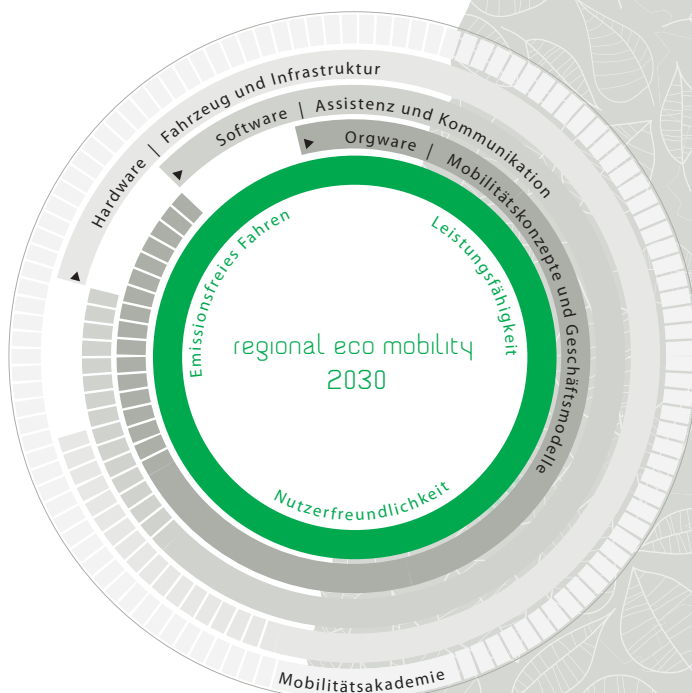 Hardware | Fahrzeug und Infrastruktur
Software | Assistenz und Kommunikation
Orgware | Mobilitätskonzepte und Geschäftsmodelle
Emissionsfreies Fahren
Leistungsfähigkeit
regional eco mobility
2030
Nutzerfreundlichkeit
Mobilitätsakademie